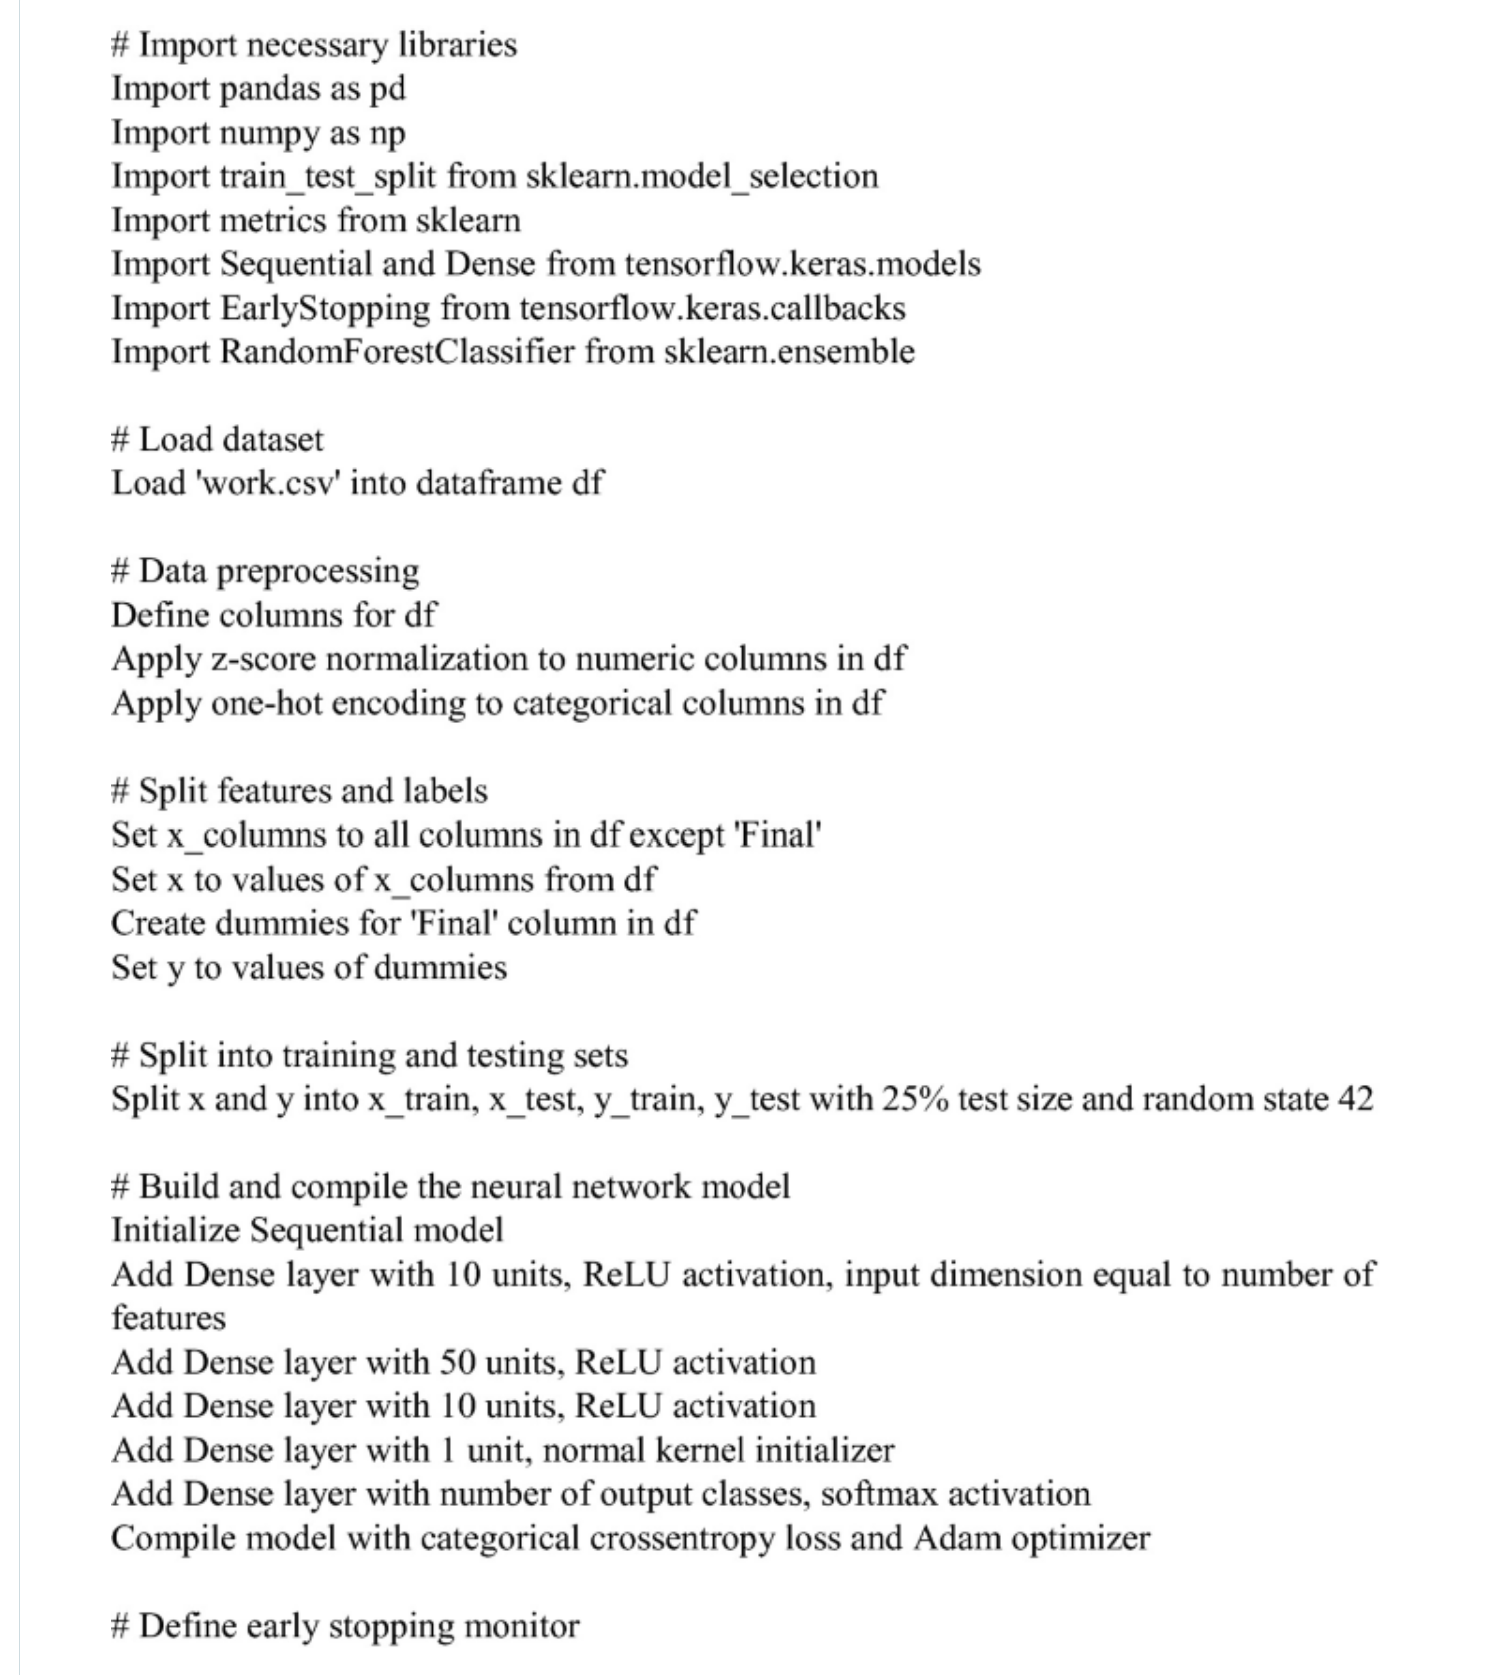 # Import necessary libraries
Import pandas as pd
Import numpy as np
Import train_test_split from sklearn.model_selection
Import metrics from sklearn
Import Sequential and Dense from tensorflow.keras.models
Import EarlyStopping from tensorflow.keras.callbacks
Import RandomForestClassifier from sklearn.ensemble
# Load dataset
Load 'work.csv' into dataframe df
# Data preprocessing
Define columns for df
Apply z-score normalization to numeric columns in df
Apply one-hot encoding to categorical columns in df
# Split features and labels
Set x_columns to all columns in df except 'Final'
Set x to values of x_columns from df
Create dummies for 'Final' column in df
Set y to values of dummies
# Split into training and testing sets
Split x and y into x_train, x_test, y_train, y_test with 25% test size and random state 42
# Build and compile the neural network model
Initialize Sequential model
Add Dense layer with 10 units, ReLU activation, input dimension equal to number of
features
Add Dense layer with 50 units, ReLU activation
Add Dense layer with 10 units, ReLU activation
Add Dense layer with 1 unit, normal kernel initializer
Add Dense layer with number of output classes, softmax activation
Compile model with categorical crossentropy loss and Adam optimizer
# Define early stopping monitor